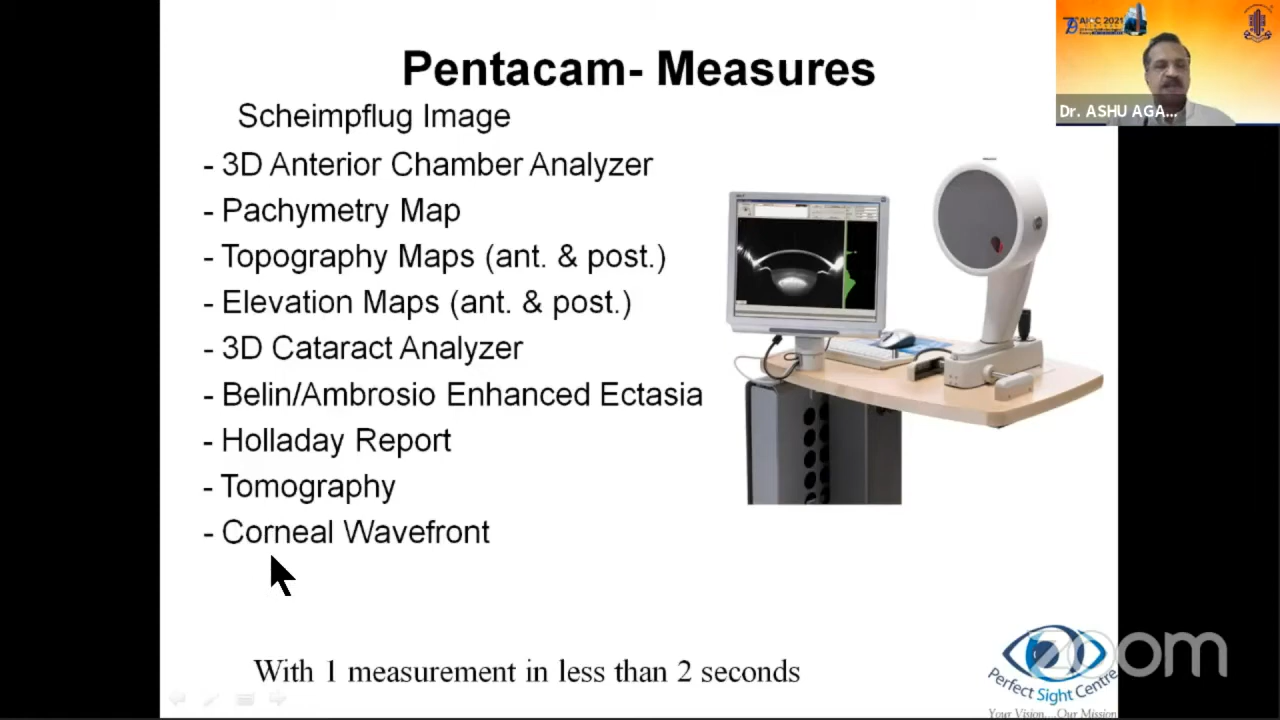 Pentacam- Measures
Scheimpflug Image
- 3D Anterior Chamber Analyzer
- Pachymetry Map
- Topography Maps (ant. & post.)
- Elevation Maps (ant. & post.)
- 3D Cataract Analyzer
- Belin/Ambrosio Enhanced Ectasia
- Holladay Report
- Tomography
- Corneal Wavefront
With 1 measurement in less than 2 seconds
AIOC 2021
Dr. ASHU AGA...
zoom
Perfect Sight Centre
Your Vision....Our Mission